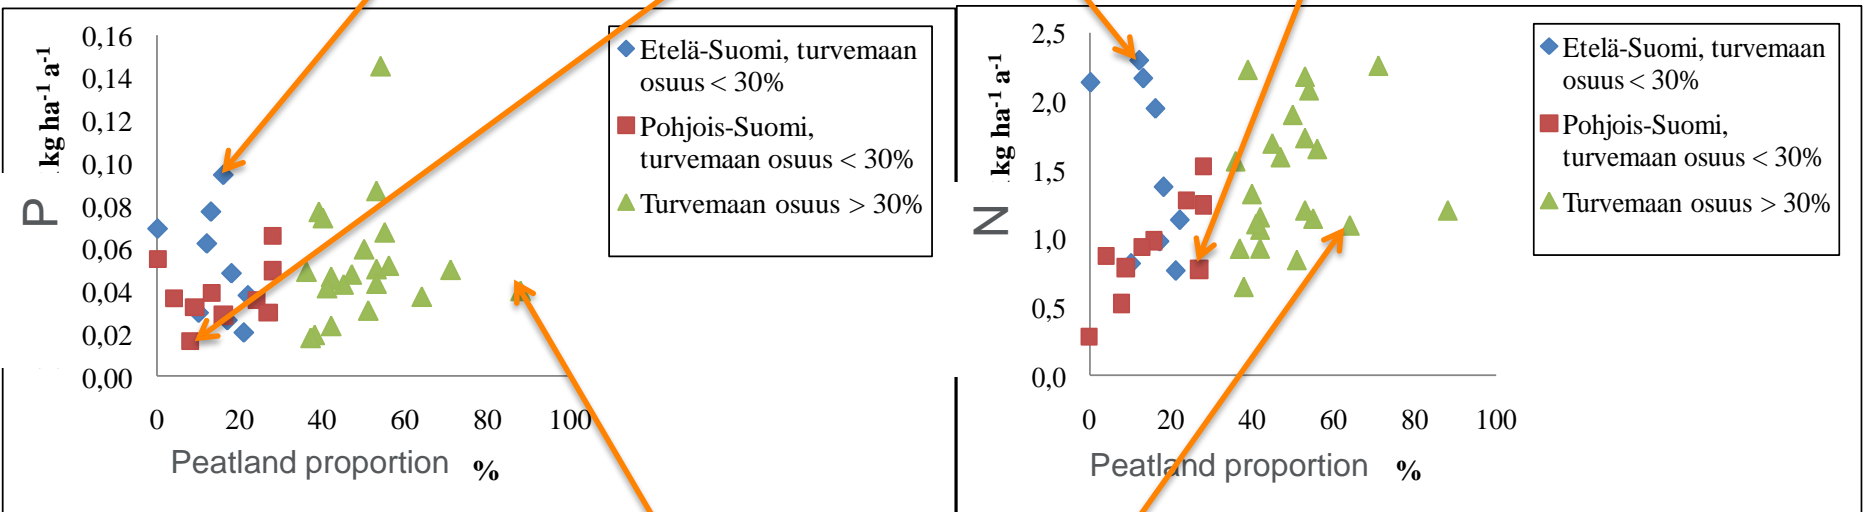 0,16
0,14
0,12
0,10
0,08
0,06
0,04
0,02
0,00
P kg ha-1 a-1
0 20 40 60 80 100
Peatland proportion %
Etelä-Suomi, turvemaan
osuus < 30%
Pohjois-Suomi,
turvemaan osuus < 30%
Turvemaan osuus > 30%
2,5
2,0
1,5
1,0
0,5
0,0
N kg ha-1 a-1
0 20 40 60 80 100
Peatland proportion %
Etelä-Suomi, turvemaan
osuus < 30%
Pohjois-Suomi,
turvemaan osuus < 30%
Turvemaan osuus > 30%